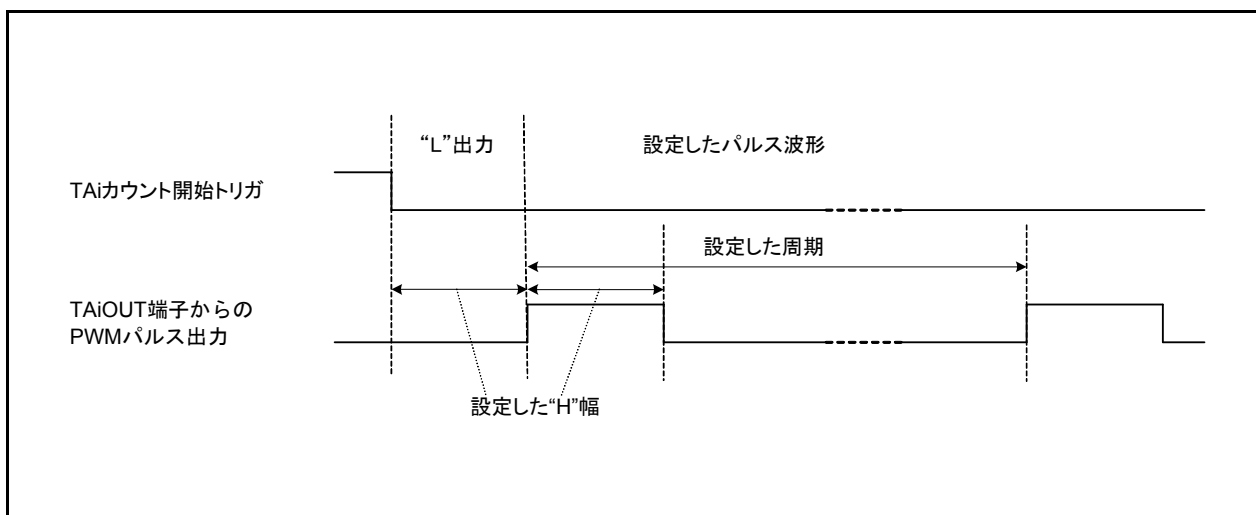 “L”出力
設定したパルス波形
TAiカウント開始トリガ
設定した周期
TAiOUT端子からの
PWMパルス出力
設定した“H”幅